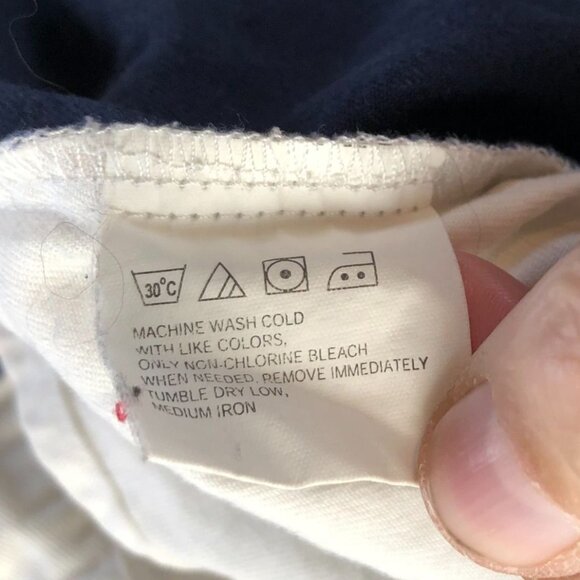 30°C
MACHINE WASH COLD
WITH LIKE COLORS,
ONLY NON-CHLORINE BLEACH
WHEN NEEDED, REMOVE IMMEDIATELY
TUMBLE DRY LOW,
MEDIUM IRON